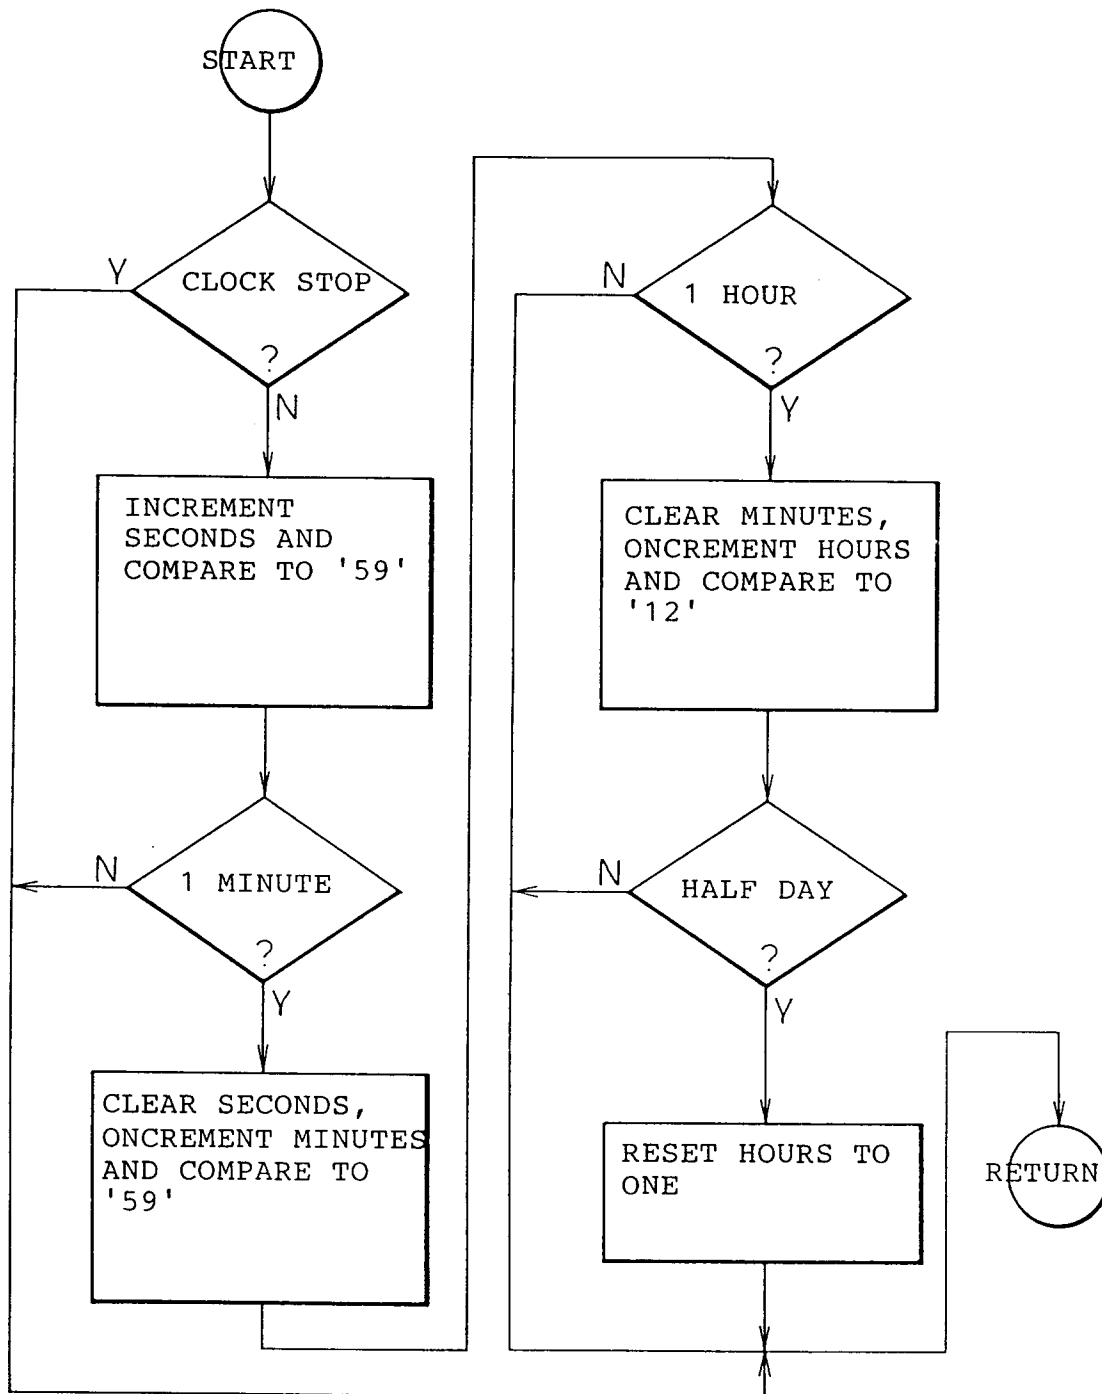 START
CLOCK STOP
?
Y
N
INCREMENT
SECONDS AND
COMPARE TO '59'
1 MINUTE
?
N
Y
CLEAR SECONDS,
ONCREMENT MINUTES
AND COMPARE TO
'59'
1 HOUR
?
N
Y
CLEAR MINUTES,
ONCREMENT HOURS
AND COMPARE TO
'12'
HALF DAY
?
N
Y
RESET HOURS TO
ONE
RETURN